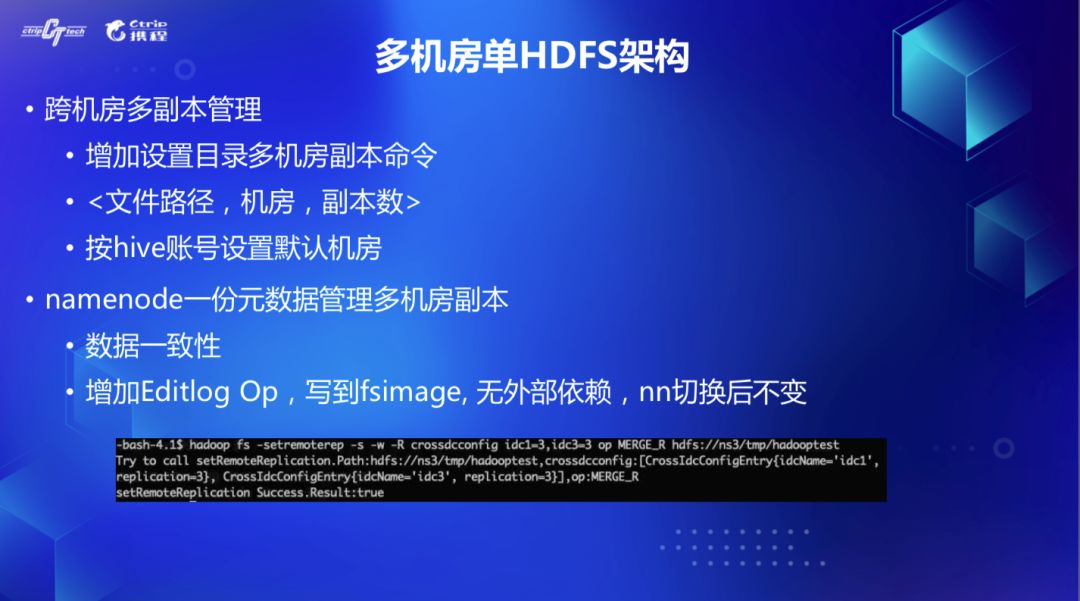 ctrip tech Ctrip 携程
多机房单HDFS架构
• 跨机房多副本管理
• 增加设置目录多机房副本命令
• <文件路径，机房，副本数>
• 按hive账号设置默认机房
• namenode一份元数据管理多机房副本
• 数据一致性
• 增加Editlog Op，写到fsimage, 无外部依赖，nn切换后不变
-bash-4.1$ hadoop fs -setremoterep -s -w -R crossdcconfig idc1=3,idc3=3 op MERGE_R hdfs://ns3/tmp/hadooptest
Try to call setRemoteReplication.Path:hdfs://ns3/tmp/hadooptest,crossdcconfig:[CrossIdcConfigEntry{idcName='idc1',
replication=3}, CrossIdcConfigEntry{idcName='idc3', replication=3}],op:MERGE_R
setRemoteReplication Success.Result:true